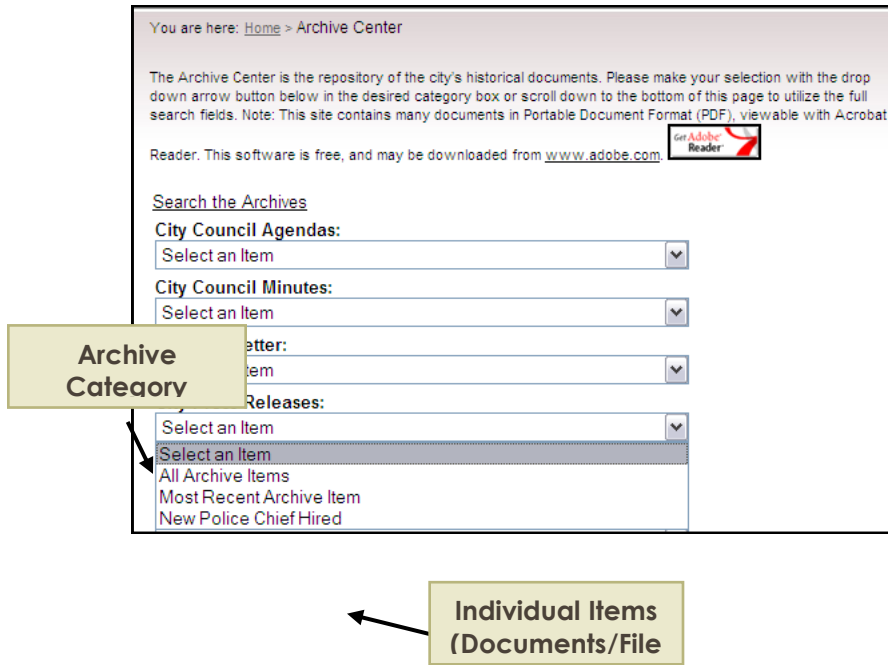 You are here: Home > Archive Center
The Archive Center is the repository of the city's historical documents. Please make your selection with the drop
down arrow button below in the desired category box or scroll down to the bottom of this page to utilize the full
search fields. Note: This site contains many documents in Portable Document Format (PDF), viewable with Acrobat
Get Adobe
Reader
Reader. This software is free, and may be downloaded from www.adobe.com.
Search the Archives
City Council Agendas:
Select an Item
City Council Minutes:
Select an Item
etter:
tem
Archive
Category
Releases:
Select an Item
Select an Item
All Archive Items
Most Recent Archive Item
New Police Chief Hired
Individual Items
(Documents/File